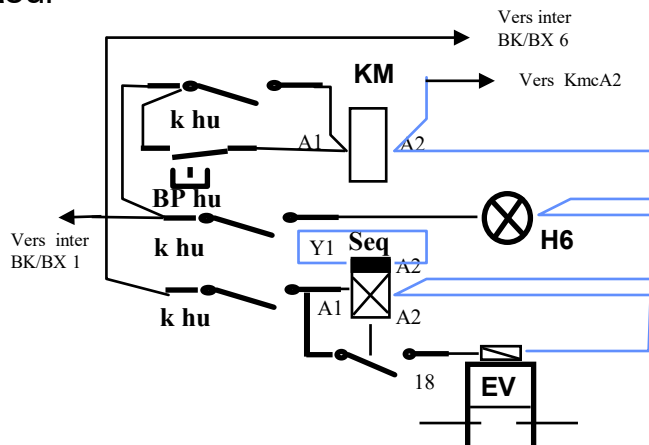 Vers inter
BK/BX 6
KM
Vers KmcA2
k hu
A1
A2
BP hu
Vers inter
BK/BX 1
k hu
H6
Y1
Seq
A2
k hu
A1
A2
18
EV